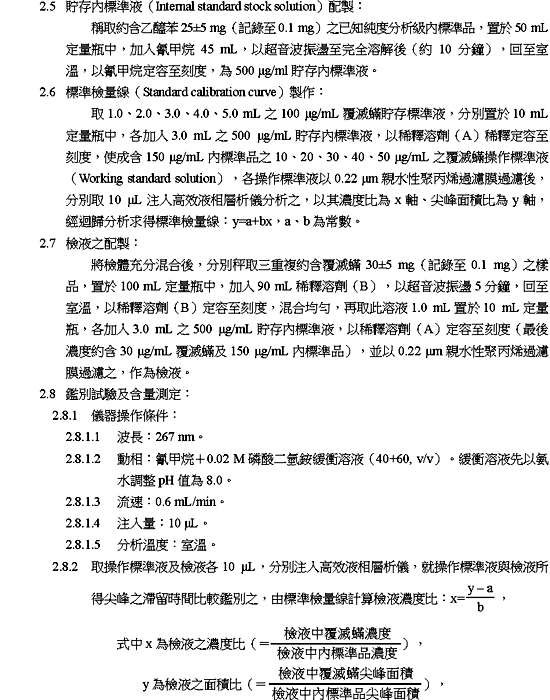 2.5 貯存內標準液（Internal standard stock solution）配製：
稱取約含乙醯苯 25±5 mg（記錄至 0.1 mg）之已知純度分析級內標準品，置於 50 mL
定量瓶中，加入氰甲烷 45 mL，以超音波振盪至完全溶解後（約 10 分鐘），回至室
溫，以氰甲烷定容至刻度，為 500 μg/ml 貯存內標準液。
2.6 標準檢量線（Standard calibration curve）製作：
取 1.0、2.0、3.0、4.0、5.0 mL 之 100 μg/mL 覆滅蟎貯存標準液，分別置於 10 mL
定量瓶中，各加入 3.0 mL 之 500 μg/mL 貯存內標準液，以稀釋溶劑（A）稀釋定容至
刻度，使成含 150 μg/mL 內標準品之 10、20、30、40、50 μg/mL 之覆滅蟎操作標準液
（Working standard solution），各操作標準液以 0.22 μm 親水性聚丙烯過濾膜過濾後，
分別取 10 μL 注入高效液相層析儀分析之，以其濃度比為 x 軸、尖峰面積比為 y 軸，
經迴歸分析求得標準檢量線：y=a+bx，a、b 為常數。
2.7 檢液之配製：
將檢體充分混合後，分別秤取三重複約含覆滅蟎 30±5 mg（記錄至 0.1 mg）之樣
品，置於 100 mL 定量瓶中，加入 90 mL 稀釋溶劑（B），以超音波振盪 5 分鐘，回至
室溫，以稀釋溶劑（B）定容至刻度，混合均勻，再取此溶液 1.0 mL 置於 10 mL 定量
瓶，各加入 3.0 mL 之 500 μg/mL 貯存內標準液，以稀釋溶劑（A）定容至刻度（最後
濃度約含 30 μg/mL 覆滅蟎及 150 μg/mL 內標準品），並以 0.22 μm 親水性聚丙烯過濾
膜過濾之，作為檢液。
2.8 鑑別試驗及含量測定：
2.8.1 儀器操作條件：
2.8.1.1 波長：267 nm。
2.8.1.2 動相：氰甲烷＋0.02 M 磷酸二氫銨緩衝溶液（40+60, v/v）。緩衝溶液先以氨
水調整 pH 值為 8.0。
2.8.1.3 流速：0.6 mL/min。
2.8.1.4 注入量：10 μL。
2.8.1.5 分析溫度：室溫。
2.8.2 取操作標準液及檢液各 10 μL，分別注入高效液相層析儀，就操作標準液與檢液所
得尖峰之滯留時間比較鑑別之，由標準檢量線計算檢液濃度比：x=(y－a)/b，
式中 x 為檢液之濃度比（＝檢液中覆滅蟎濃度/檢液中內標準品濃度），
y 為檢液之面積比（＝檢液中覆滅蟎尖峰面積/檢液中內標準品尖峰面積），